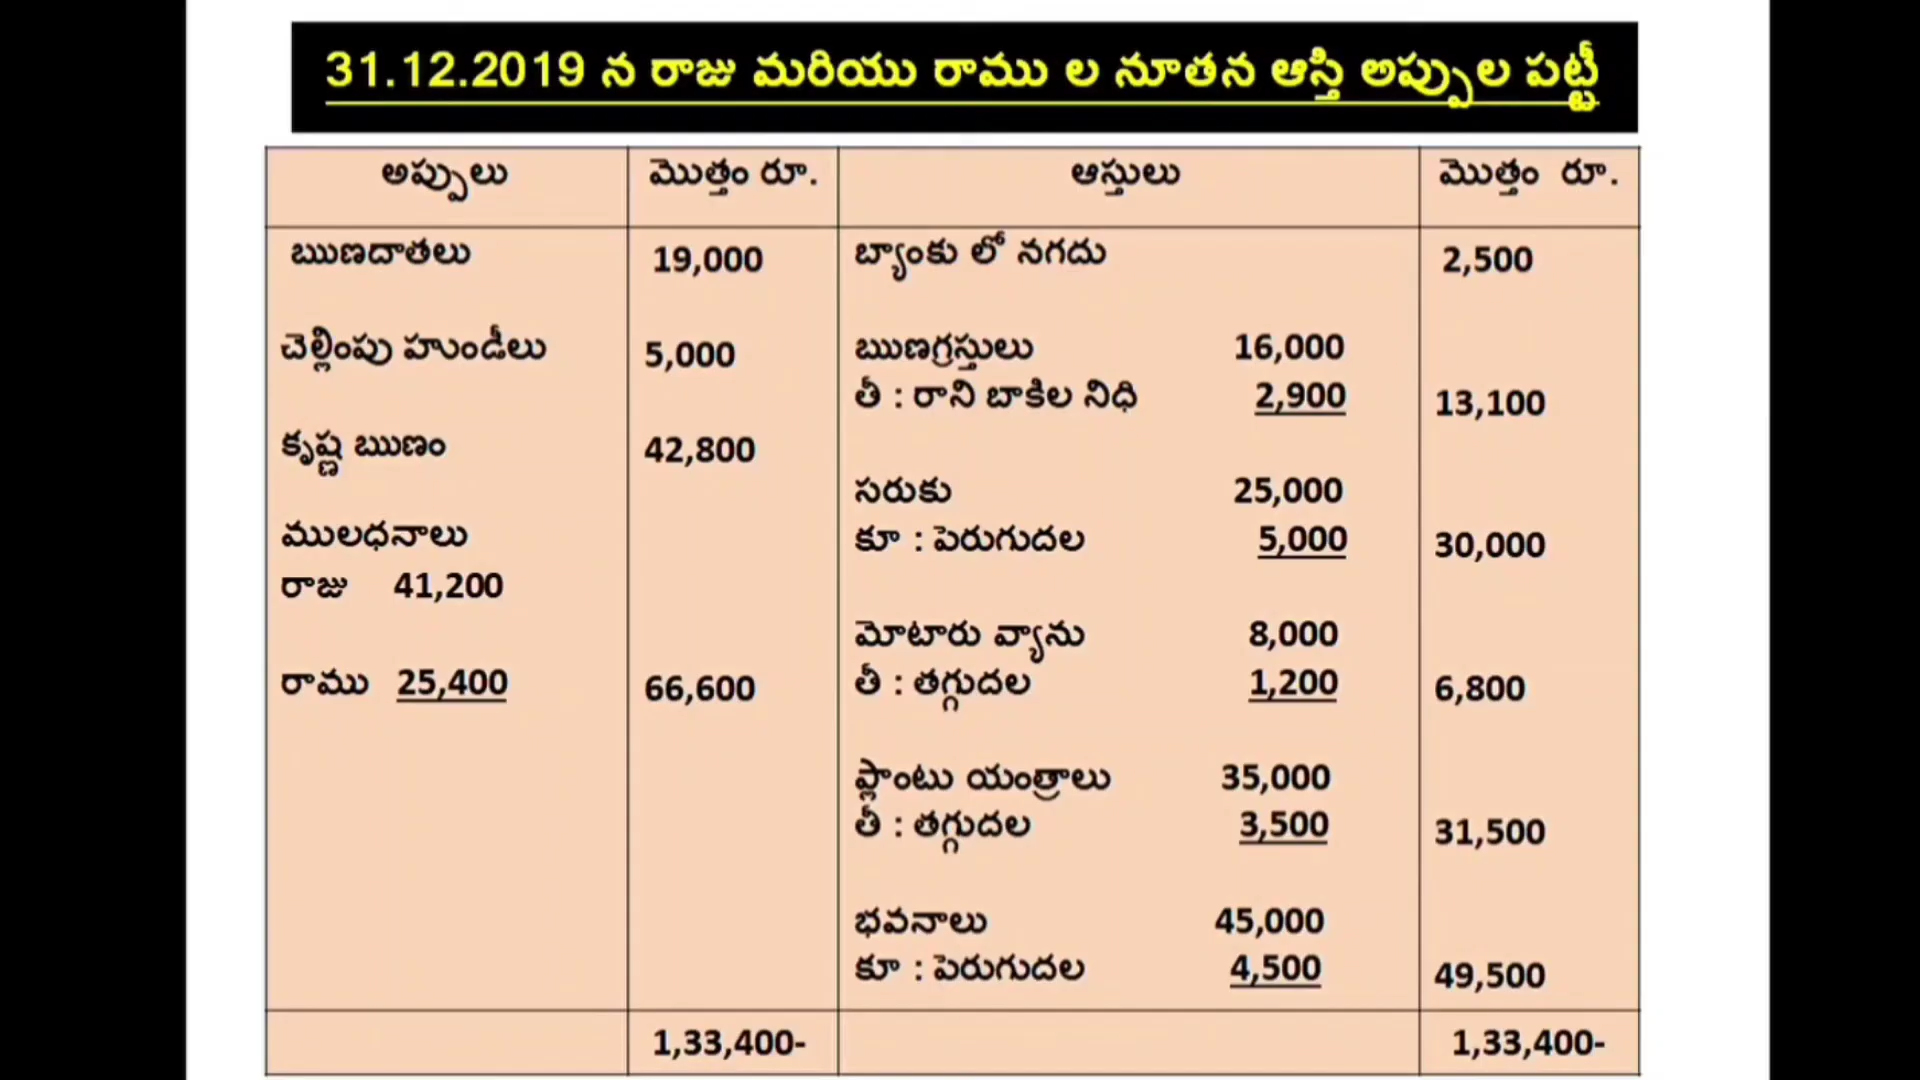 31.12.2019 న రాజు మరియు రాము ల నూతన ఆస్తి అప్పుల పట్టీ
అప్పులు మొత్తం రూ. ఆస్తులు మొత్తం రూ.
ఋణదాతలు 19,000 బ్యాంకు లో నగదు 2,500
చెల్లింపు హుండీలు 5,000 ఋణగ్రస్తులు 16,000
తీ : రాని బాకీల నిధి 2,900 13,100
కృష్ణ ఋణం 42,800
సరుకు 25,000
ములధనాలు కూ : పెరుగుదల 5,000 30,000
రాజు 41,200
మోటారు వ్యాను 8,000
రాము 25,400 66,600 తీ : తగ్గుదల 1,200 6,800
ప్లాంటు యంత్రాలు 35,000
తీ : తగ్గుదల 3,500 31,500
భవనాలు 45,000
కూ : పెరుగుదల 4,500 49,500
1,33,400- 1,33,400-